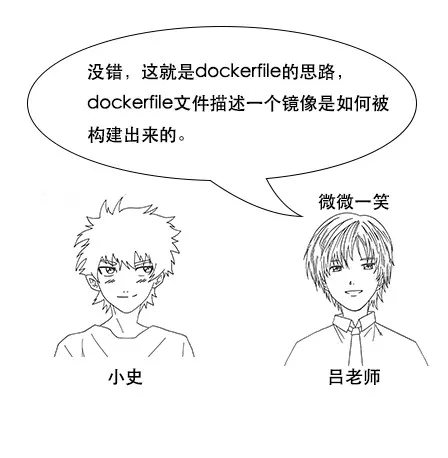 没错，这就是dockerfile的思路，
dockerfile文件描述一个镜像是如何被
构建出来的。
微微一笑
小史
吕老师